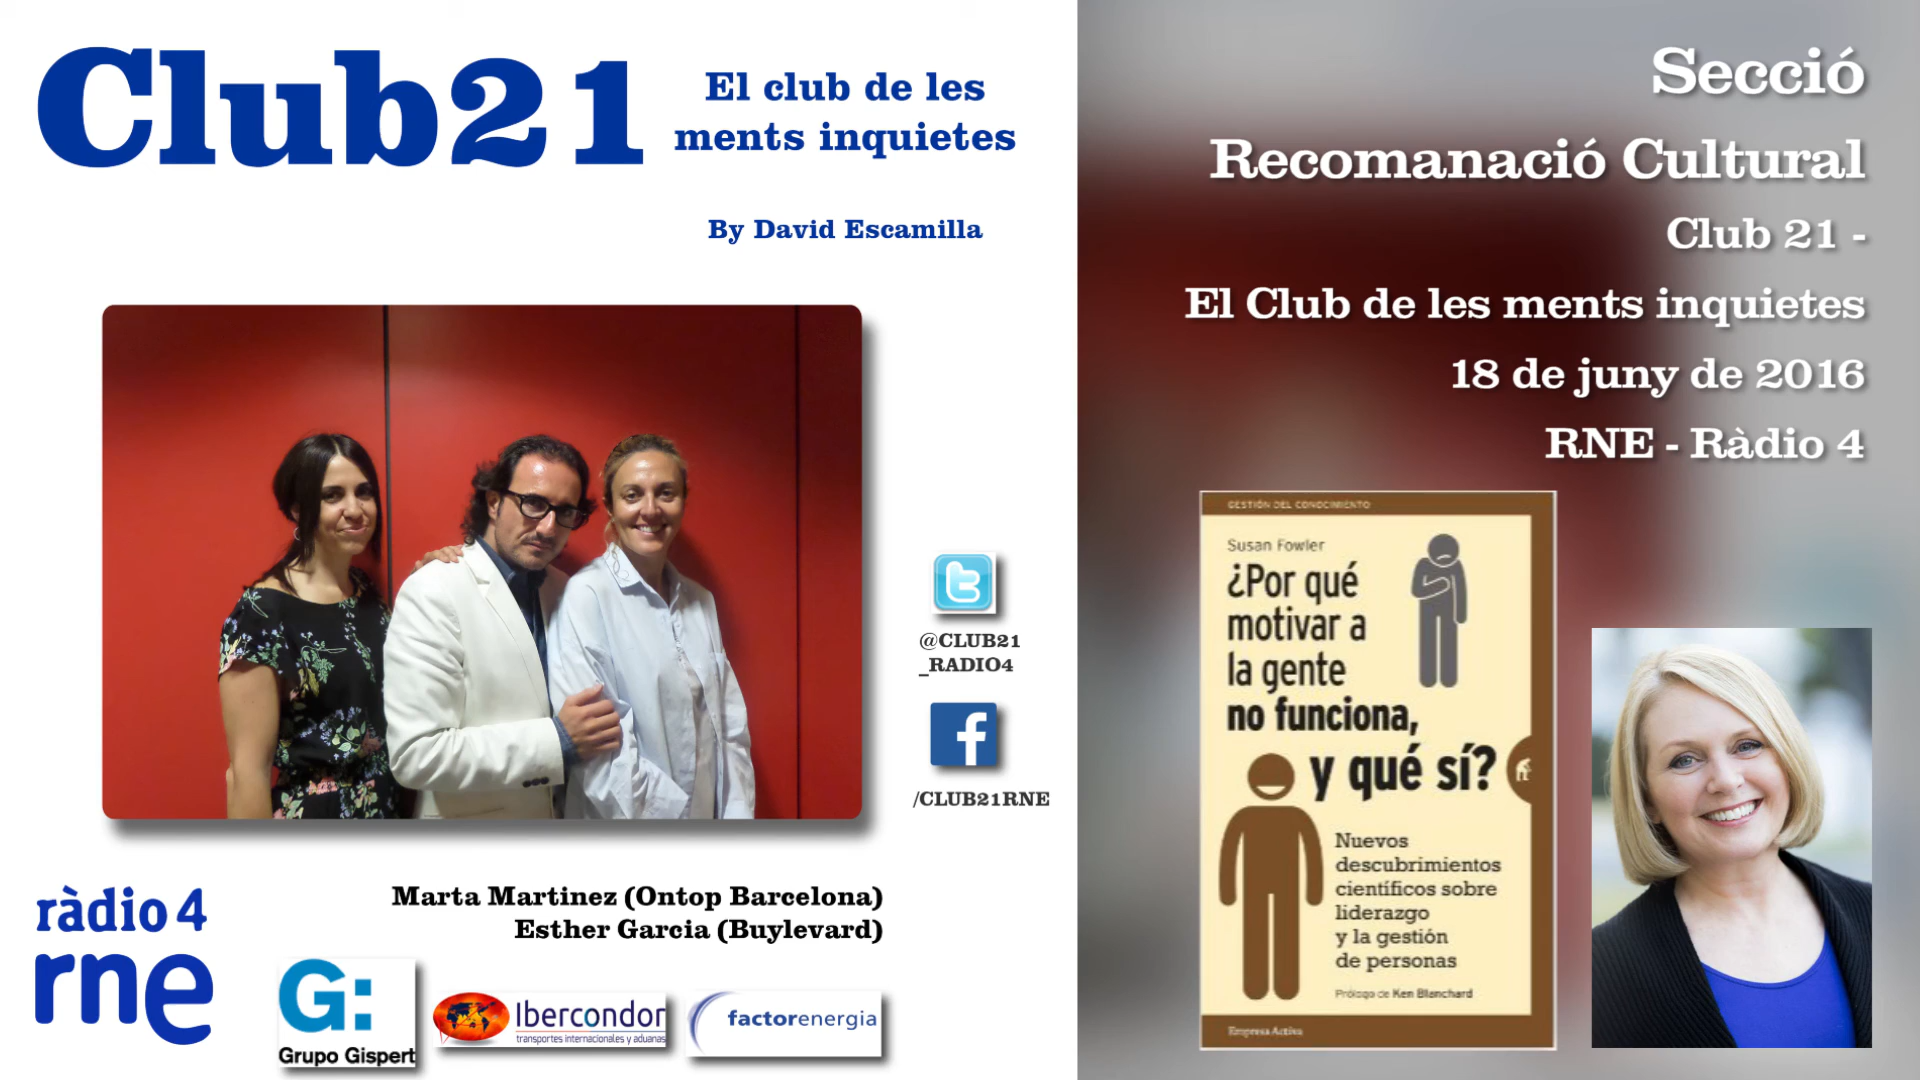 Club21
El club de les
ments inquietes
By David Escamilla
@CLUB21
_RADIO4
/CLUB21RNE
Marta Martinez (Ontop Barcelona)
Esther Garcia (Buylevard)
ràdio 4
rne
G:
Grupo Gispert
Ibercondor
transportes internacionales y aduanas
factorenergia
Secció
Recomanació Cultural
Club 21 -
El Club de les ments inquietes
18 de juny de 2016
RNE - Ràdio 4
GESTIÓN DEL CONOCIMIENTO
Susan Fowler
¿Por qué
motivar a
la gente
no funciona,
y qué sí?
Nuevos
descubrimientos
científicos sobre
liderazgo
y la gestión
de personas
Prólogo de Ken Blanchard
Empresa Activa